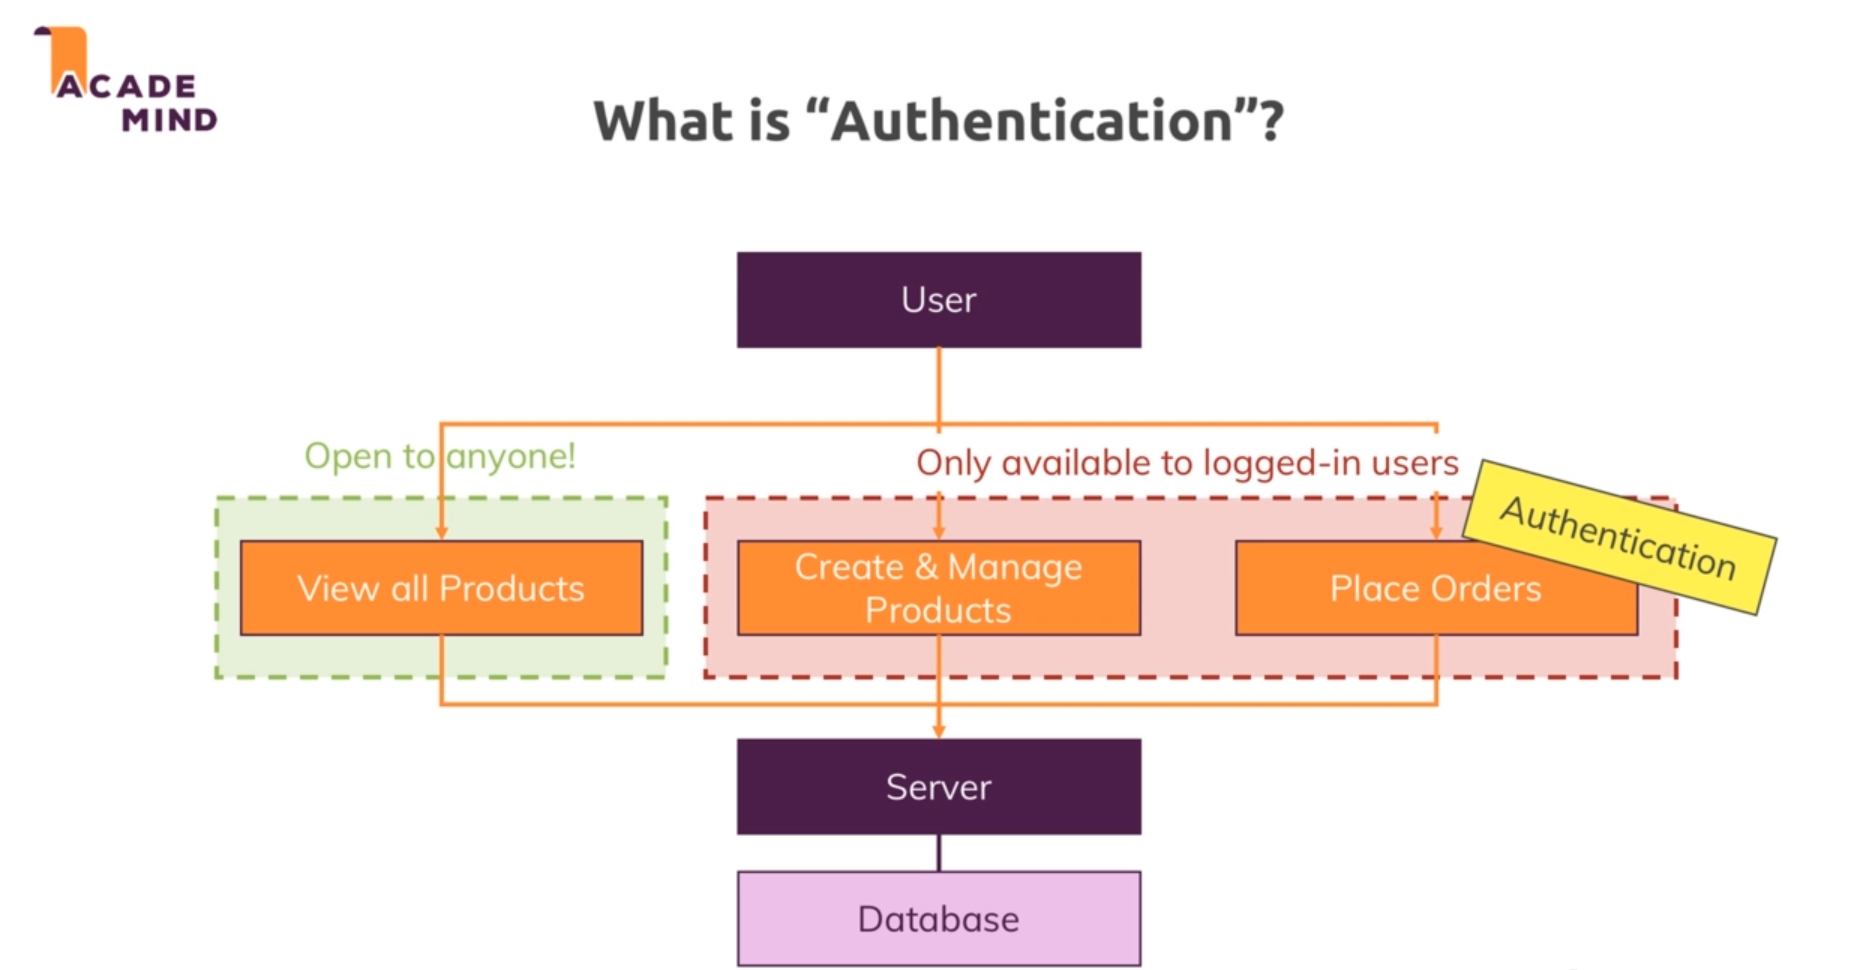 ACADE
MIND
What is “Authentication”?
User
Open to anyone!
Only available to logged-in users
Authentication
View all Products
Create & Manage
Products
Place Orders
Server
Database